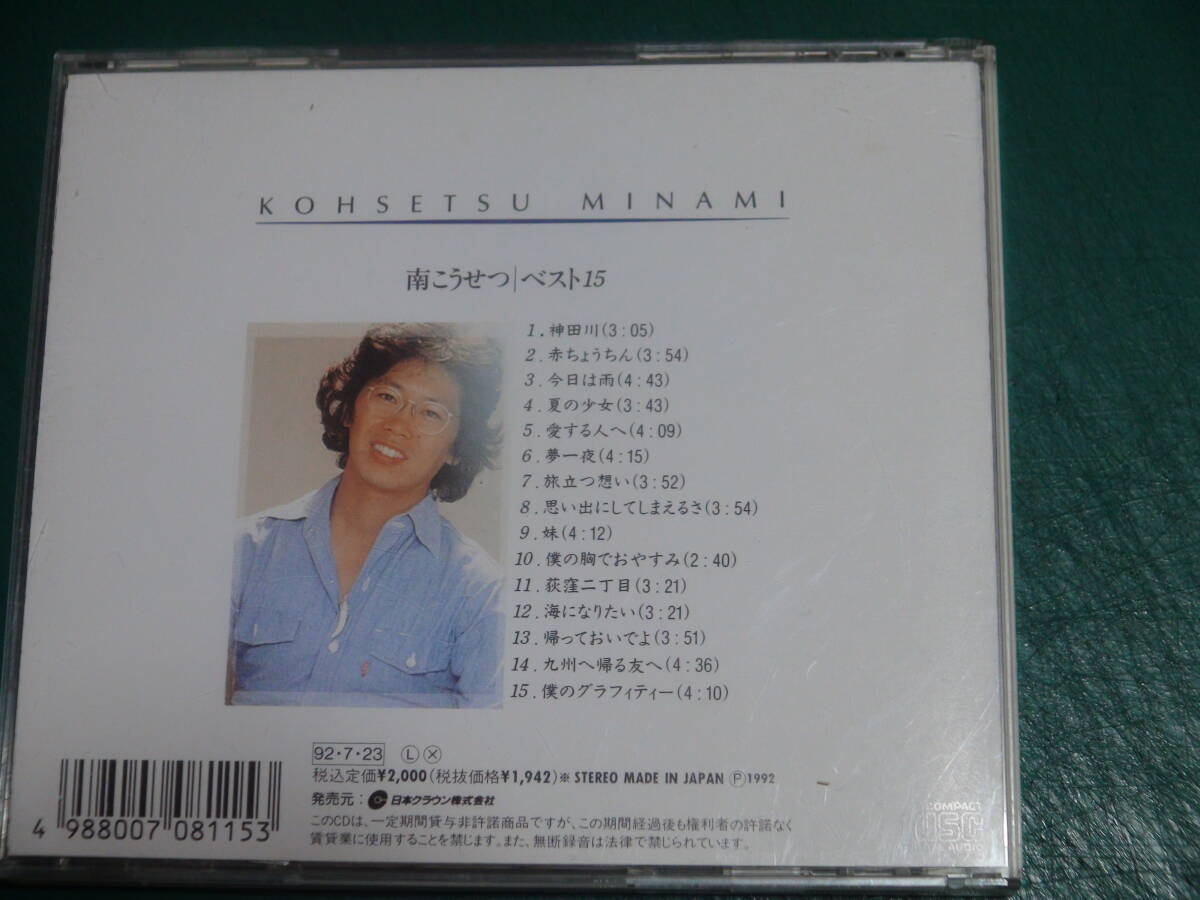 KOHSETSU MINAMI
南こうせつ|ベスト15
1.神田川(3:05)
2.赤ちょうちん(3:54)
3.今日は雨(4:43)
4.夏の少女(3:43)
5.愛する人へ(4:09)
6.夢一夜(4:15)
7.旅立つ想い(3:52)
8.思い出にしてしまえるさ(3:54)
9.妹(4:12)
10.僕の胸でおやすみ(2:40)
11.荻窪二丁目(3:21)
12.海になりたい(3:21)
13.帰っておいでよ(3:51)
14.九州へ帰る友へ(4:36)
15.僕のグラフィティー(4:10)
92・7・23 Ⓛ Ⓧ
税込定価¥2,000(税抜価格¥1,942)※ STEREO MADE IN JAPAN Ⓟ1992
発売元: 日本クラウン株式会社
このCDは、一定期間貸与非許諾商品ですが、この期間経過後も権利者の許諾なく
賃貸業に使用することを禁じます。また、無断録音は法律で禁じられています。
4 988007 081153
COMPACT
disc
DIGITAL AUDIO